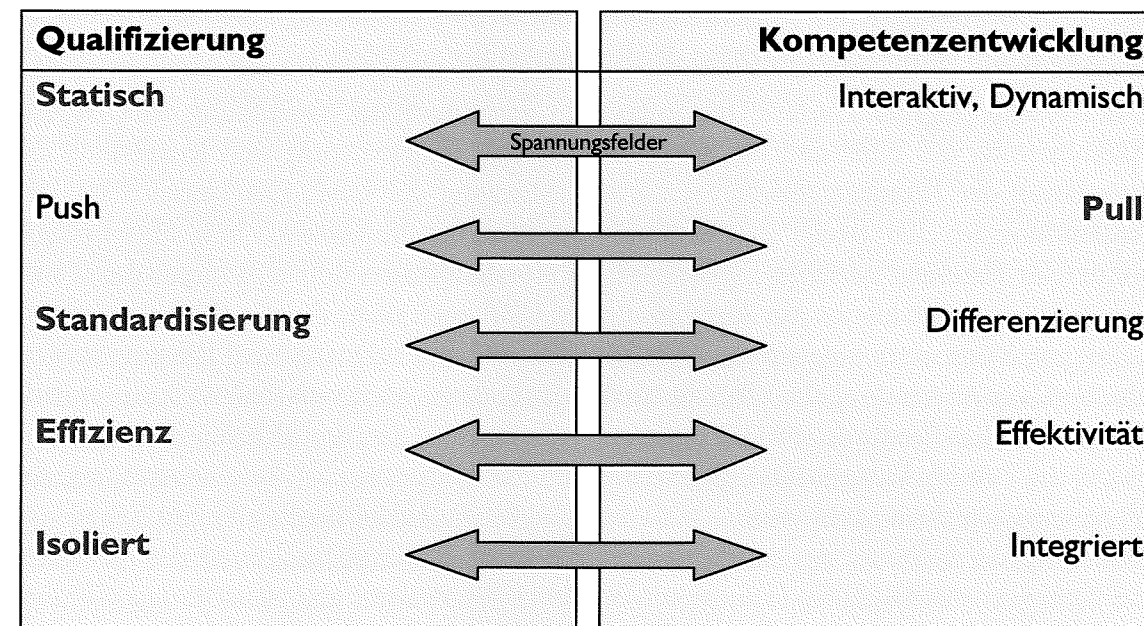 Qualifizierung
Kompetenzentwicklung
Statisch
Interaktiv, Dynamisch
Spannungsfelder
Push
Pull
Standardisierung
Differenzierung
Effizienz
Effektivität
Isoliert
Integriert